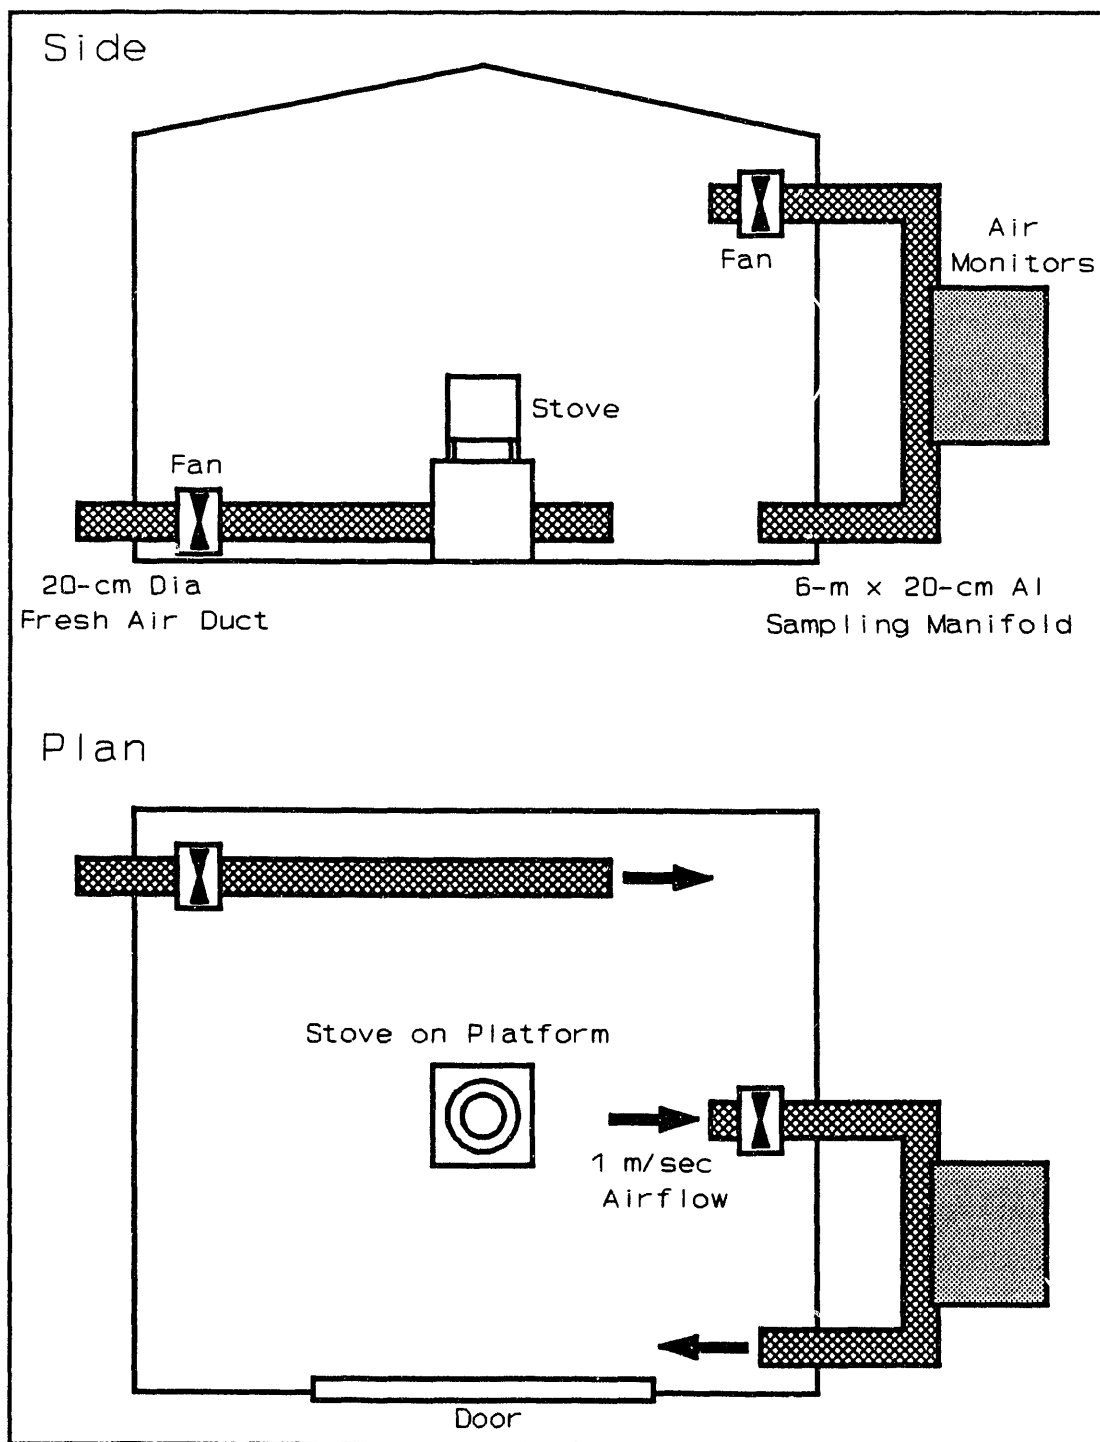 Side
Fan
Air
Monitors
Stove
Fan
20-cm Dia
Fresh Air Duct
6-m x 20-cm Al
Sampling Manifold
Plan
Stove on Platform
1 m/sec
Airflow
Door